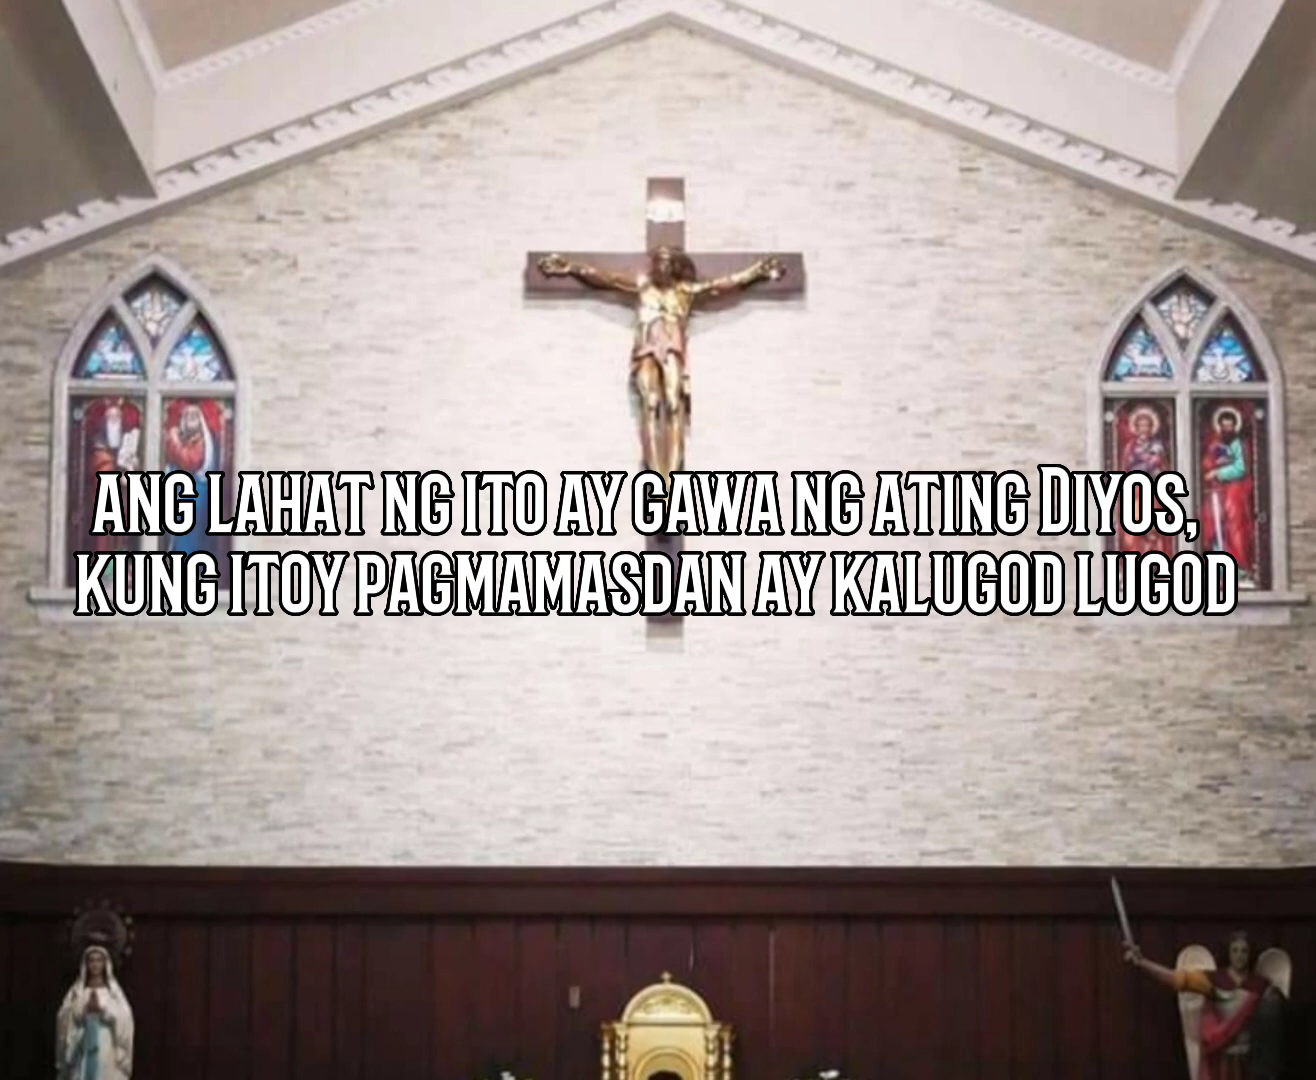 ANG LAHAT NG ITO AY GAWA NG ATING DIYOS,
KUNG ITOY PAGMAMASDAN AY KALUGOD LUGOD